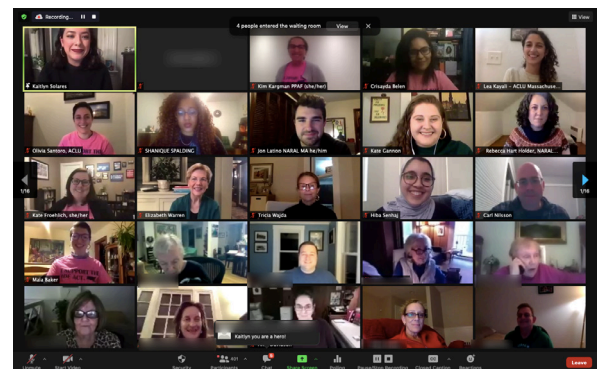 Recording...
View
4 people entered the waiting room
View
Kaitlyn Solares
Kim Kargman PPAF (she/her)
Crisayda Belen
Lea Kayali - ACLU Massachuse...
Olivia Santoro, ACLU
SHANIQUE SPALDING
Jon Latino NARAL MA he/him
Kate Gannon
Rebecca Hart Holder, NARAL...
1/16
1/16
Kate Froehlich, she/her
Elizabeth Warren
Tricia Wajda
Hiba Senhaj
Carl Nilsson
Maia Baker
Kaitlyn you are a hero!
Unmute
Start Video
Security
Participants
401
Chat
Share Screen
Polling
Pause/Stop Recording
Closed Caption
Reactions
Leave